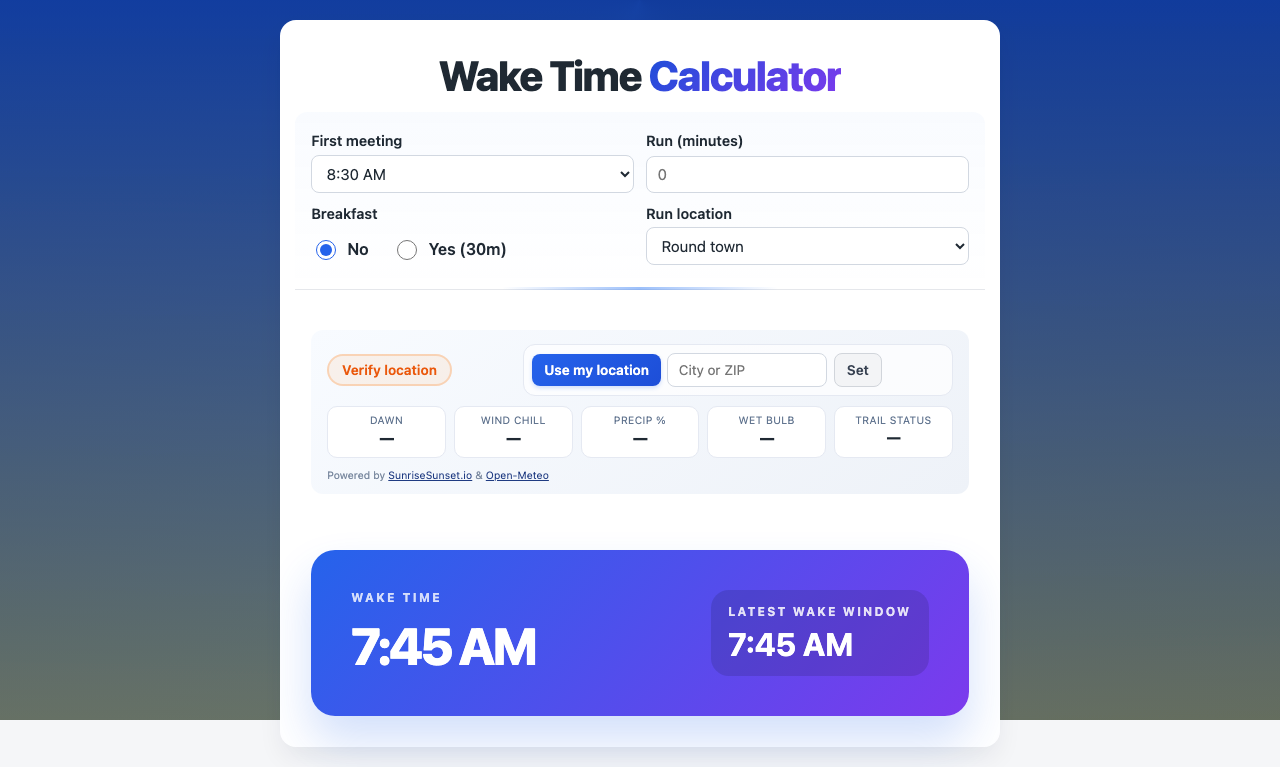 Wake Time Calculator
First meeting
8:30 AM
Run (minutes)
0
Breakfast
No
Yes (30m)
Run location
Round town
Verify location
Use my location
City or ZIP
Set
DAWN
—
WIND CHILL
—
PRECIP %
—
WET BULB
—
TRAIL STATUS
—
Powered by SunriseSunset.io & Open-Meteo
WAKE TIME
7:45 AM
LATEST WAKE WINDOW
7:45 AM